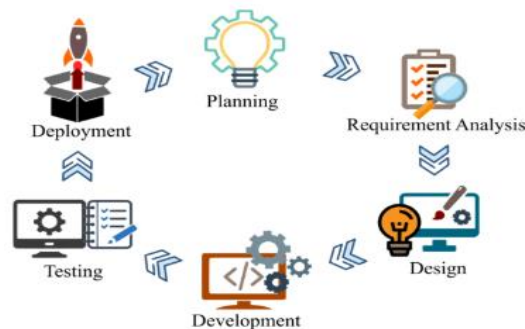 Planning
Requirement Analysis
Design
Development
Testing
Deployment
</>